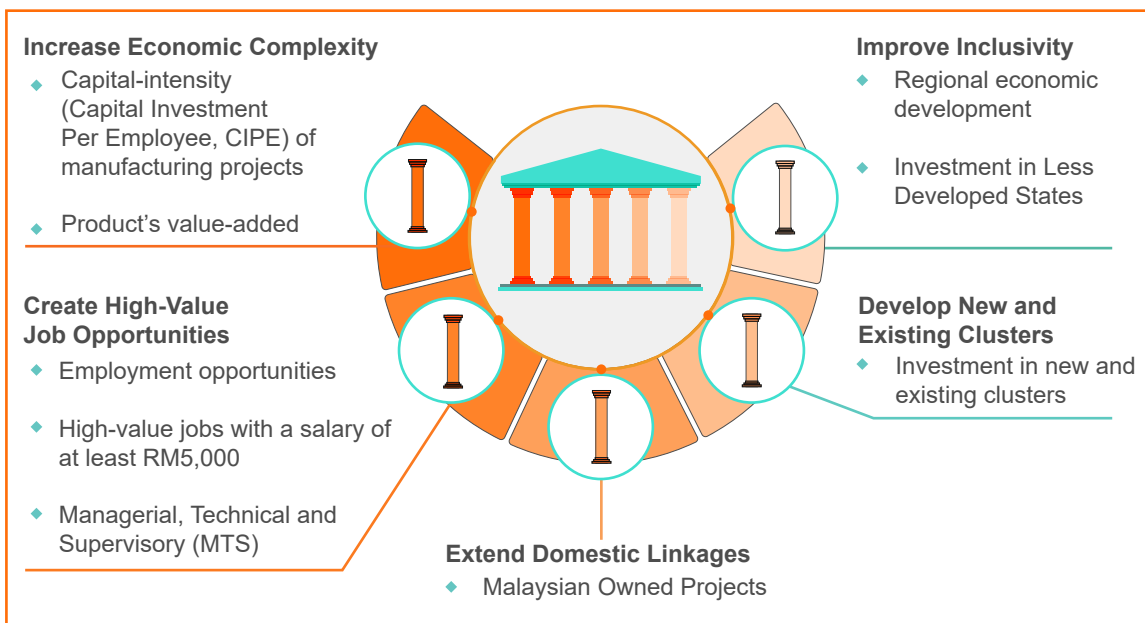 Increase Economic Complexity
Capital-intensity
(Capital Investment
Per Employee, CIPE) of
manufacturing projects
Product's value-added
Create High-Value
Job Opportunities
Employment opportunities
High-value jobs with a salary of
at least RM5,000
Managerial, Technical and
Supervisory (MTS)
Extend Domestic Linkages
Malaysian Owned Projects
Develop New and
Existing Clusters
Investment in new and
existing clusters
Improve Inclusivity
Regional economic
development
Investment in Less
Developed States